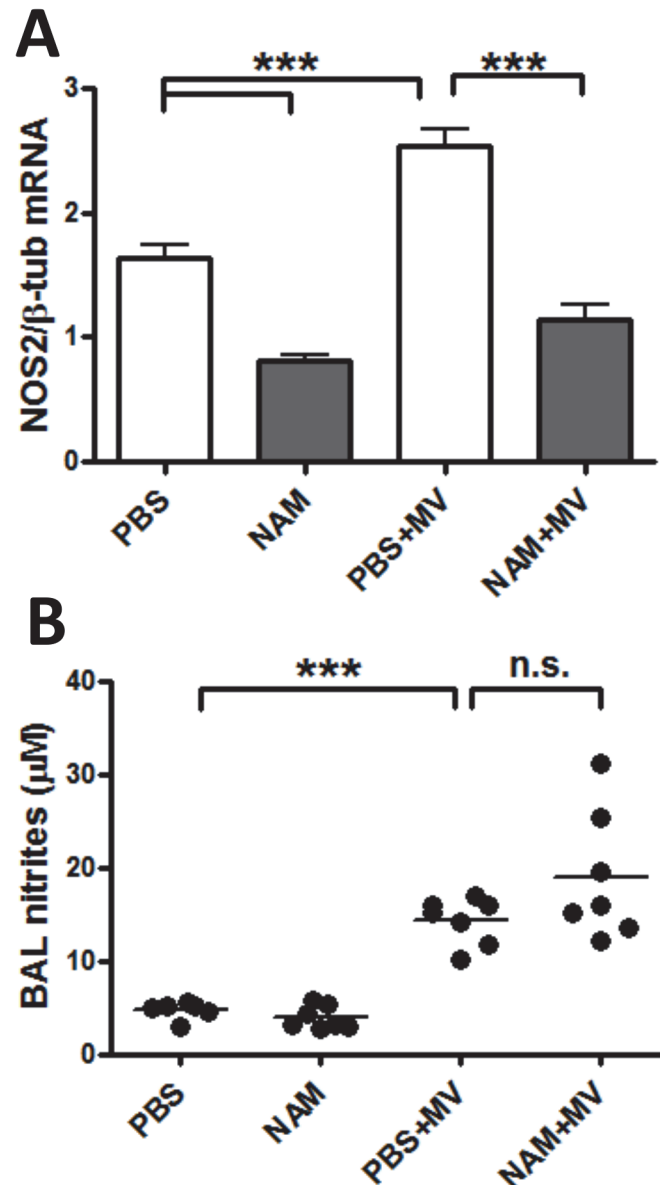 A
*** ***
3
2
1
0
NOS2/β-tub mRNA
PBS
NAM
PBS+MV
NAM+MV
B
*** n.s.
40
30
20
10
0
BAL nitrites (μM)
PBS
NAM
PBS+MV
NAM+MV